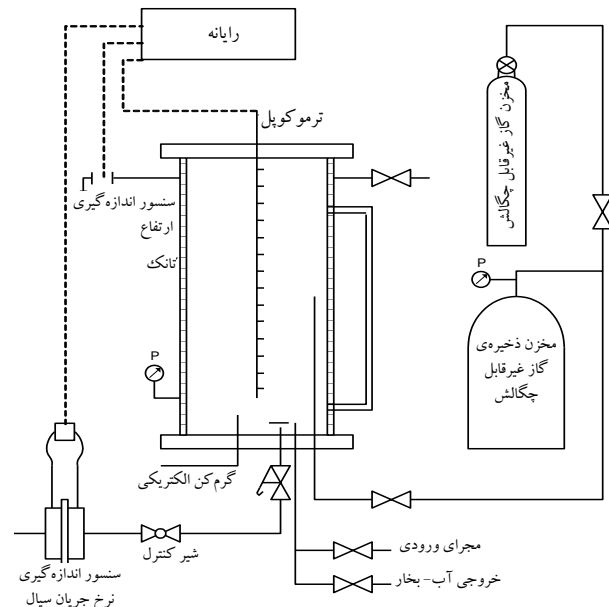 رایانه
ترموکوپل
سنسور اندازه‌گیری
ارتفاع
تانک
مخزن گاز غیرقابل چگالش
P
مخزن ذخیره‌ی
گاز غیرقابل
چگالش
P
گرم‌کن الکتریکی
شیر کنترل
مجرای ورودی
خروجی آب- بخار
سنسور اندازه‌گیری
نرخ جریان سیال